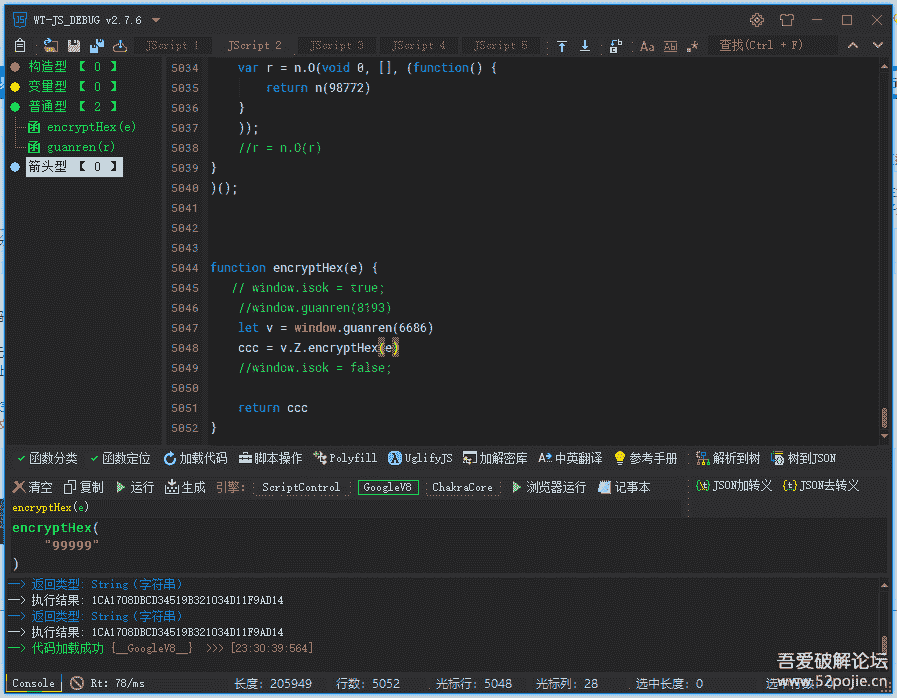 WT-JS_DEBUG v2.7.6
JScript 1 JScript 2 JScript 3 JScript 4 JScript 5 Aa AB .* 查找(Ctrl + F)
构造型 【 0 】
变量型 【 0 】
普通型 【 2 】
encryptHex(e)
guanren(r)
箭头型 【 0 】
5034 var r = n.O(void 0, [], (function() {
5035 return n(98772)
5036 }
5037 ));
5038 //r = n.O(r)
5039 }
5040 )();
5041
5042
5043
5044 function encryptHex(e) {
5045 // window.isok = true;
5046 //window.guanren(8193)
5047 let v = window.guanren(6686)
5048 ccc = v.Z.encryptHex(e)
5049 //window.isok = false;
5050
5051 return ccc
5052 }
函数分类 函数定位 加载代码 脚本操作 Polyfill UglifyJS 加解密库 中英翻译 参考手册 解析到树 树到JSON
清空 复制 运行 生成 引擎: ScriptControl GoogleV8 ChakraCore 浏览器运行 记事本 JSON加转义 JSON去转义
encryptHex(e)
encryptHex(
"99999"
)
—> 返回类型: String (字符串)
—> 执行结果: 1CA1708DBCD34519B321034D11F9AD14
—> 返回类型: String (字符串)
—> 执行结果: 1CA1708DBCD34519B321034D11F9AD14
—> 代码加载成功 {__GoogleV8__} >>> [23:30:39:564]
Console Rt: 78/ms 长度: 205949 行数: 5052 光标行: 5048 光标列: 28 选中长度: 0
吾爱破解论坛
www.52pojie.cn